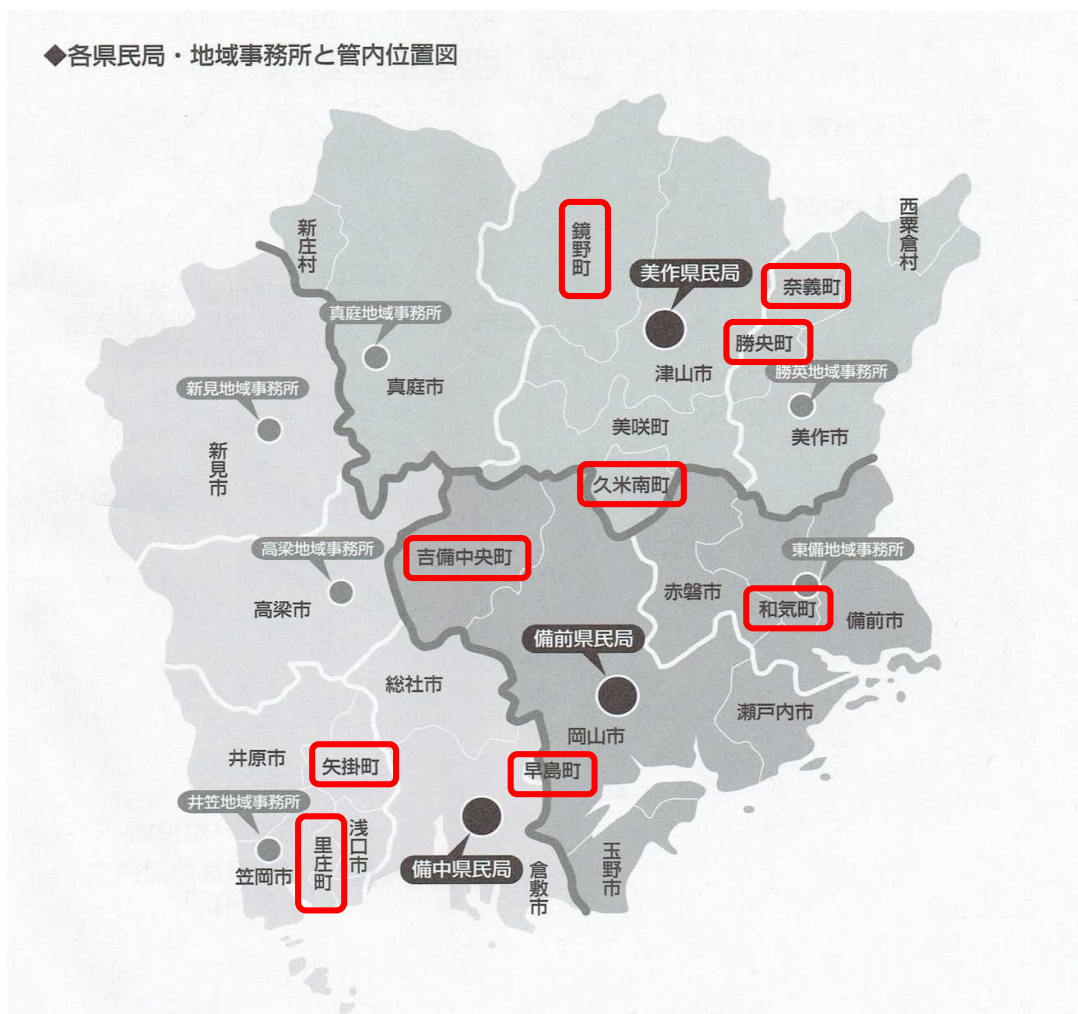 ◆各県民局・地域事務所と管内位置図
新庄村
鏡野町
西粟倉村
美作県民局
奈義町
真庭地域事務所
勝央町
津山市
勝英地域事務所
新見地域事務所
真庭市
美咲町
美作市
新見市
久米南町
高梁地域事務所
吉備中央町
東備地域事務所
高梁市
赤磐市
和気町
備前市
備前県民局
総社市
瀬戸内市
岡山市
井原市
矢掛町
早島町
井笠地域事務所
里庄町
浅口市
笠岡市
備中県民局
倉敷市
玉野市